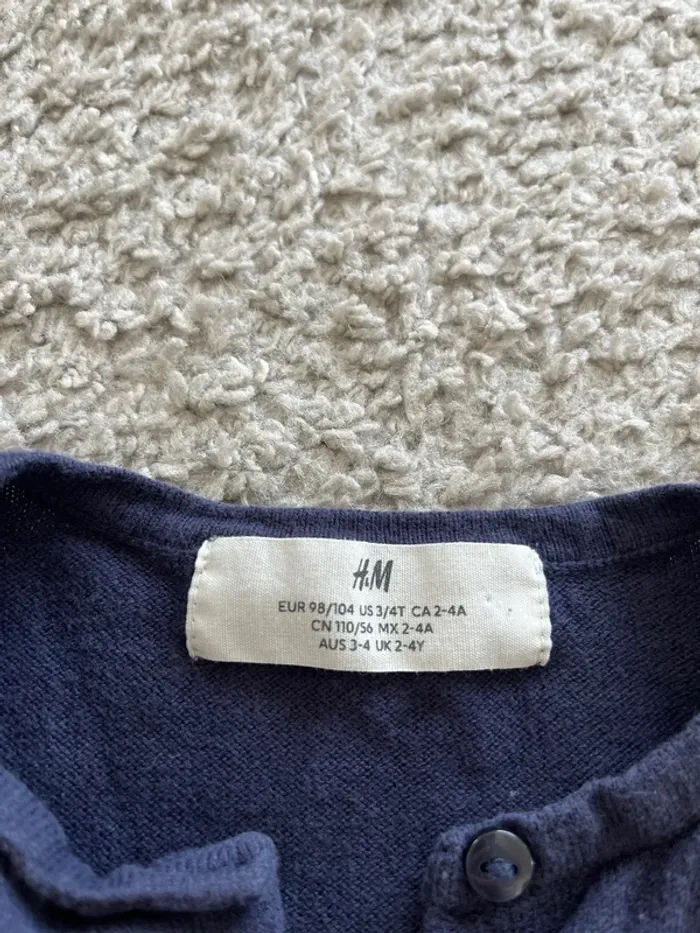 H&M
EUR 98/104 US 3/4T CA 2-4A
CN 110/56 MX 2-4A
AUS 3-4 UK 2-4Y